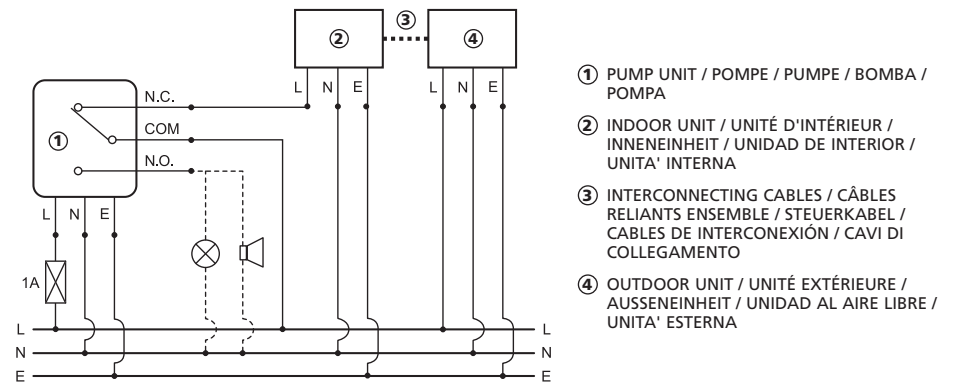 ③
② ④
L N E L N E
N.C.
COM
①
N.O.
L N E
1A
L L
N N
E E
① PUMP UNIT / POMPE / PUMPE / BOMBA /
POMPA
② INDOOR UNIT / UNITÉ D'INTÉRIEUR /
INNENEINHEIT / UNIDAD DE INTERIOR /
UNITA' INTERNA
③ INTERCONNECTING CABLES / CÂBLES
RELIANTS ENSEMBLE / STEUERKABEL /
CABLES DE INTERCONEXIÓN / CAVI DI
COLLEGAMENTO
④ OUTDOOR UNIT / UNITÉ EXTÉRIEURE /
AUSSENEINHEIT / UNIDAD AL AIRE LIBRE /
UNITA' ESTERNA